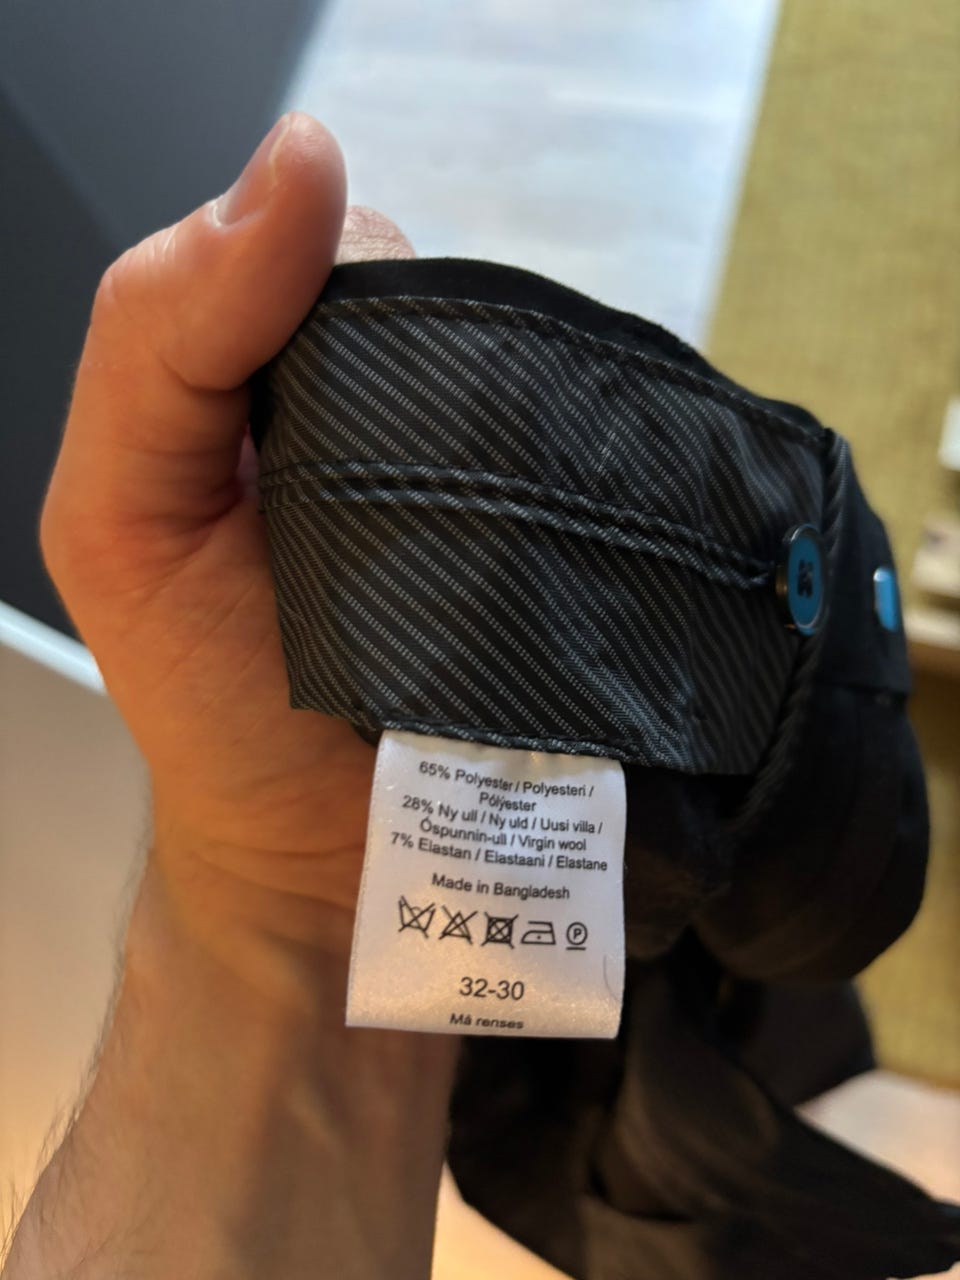 65% Polyester / Polyesteri /
Pólýester
28% Ny ull / Ny uld / Uusi villa /
Óspunnin-ull / Virgin wool
7% Elastan / Elastaani / Elastane
Made in Bangladesh
P
32-30
Må renses